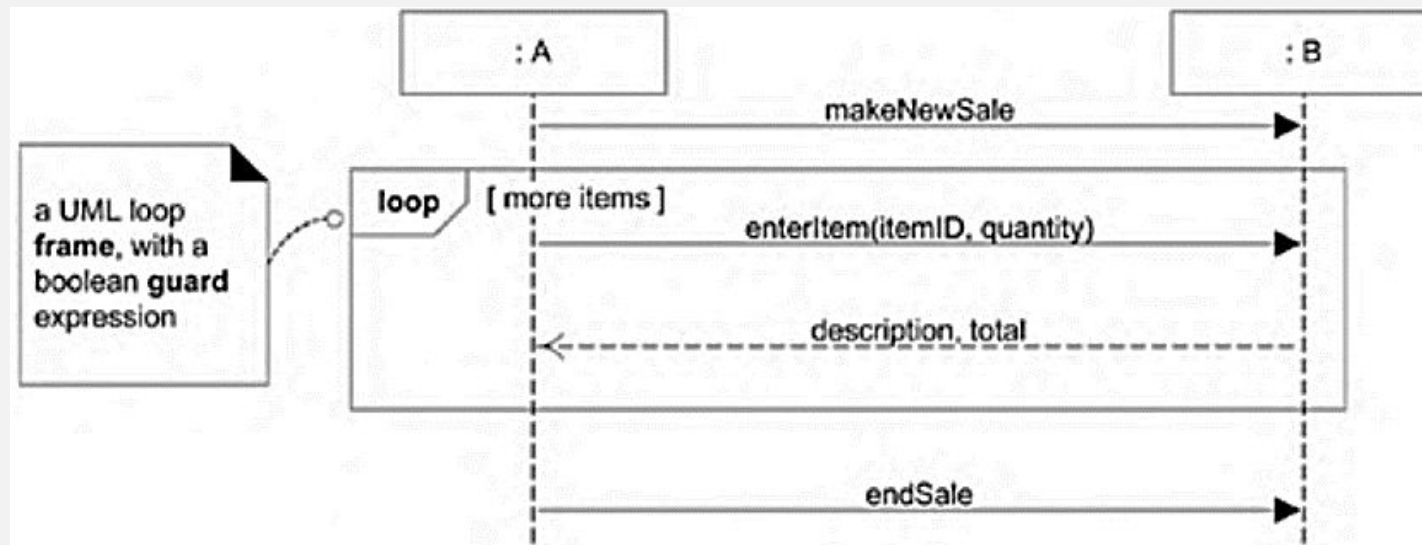 : A
: B
makeNewSale
a UML loop
frame, with a
boolean guard
expression
loop
[ more items ]
enterItem(itemID, quantity)
description, total
endSale